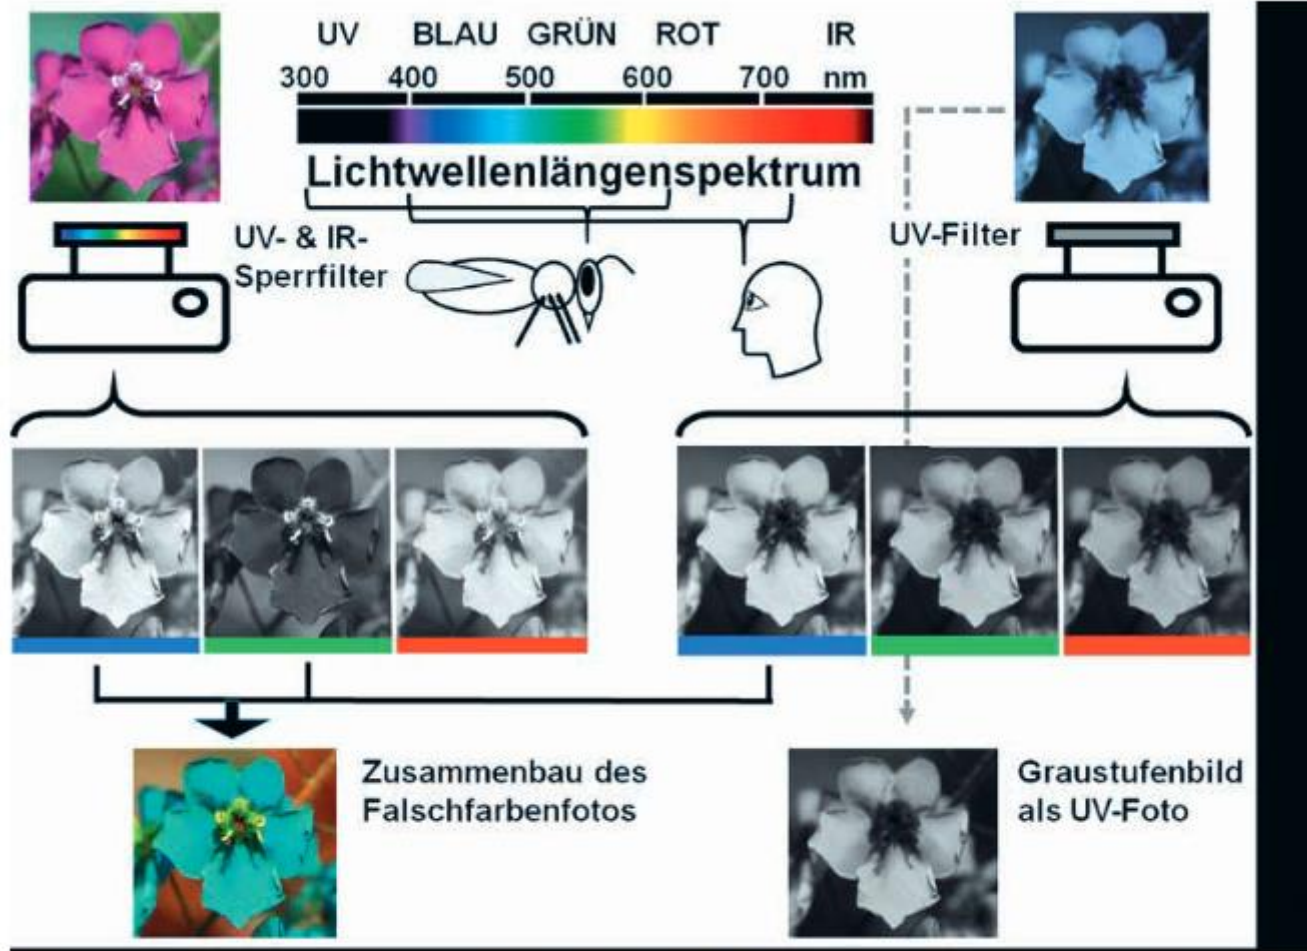 UV BLAU GRÜN ROT IR
300 400 500 600 700 nm
Lichtwellenlängenspektrum
UV- & IR-
Sperrfilter
UV-Filter
Zusammenbau des
Falschfarbenfotos
Graustufenbild
als UV-Foto